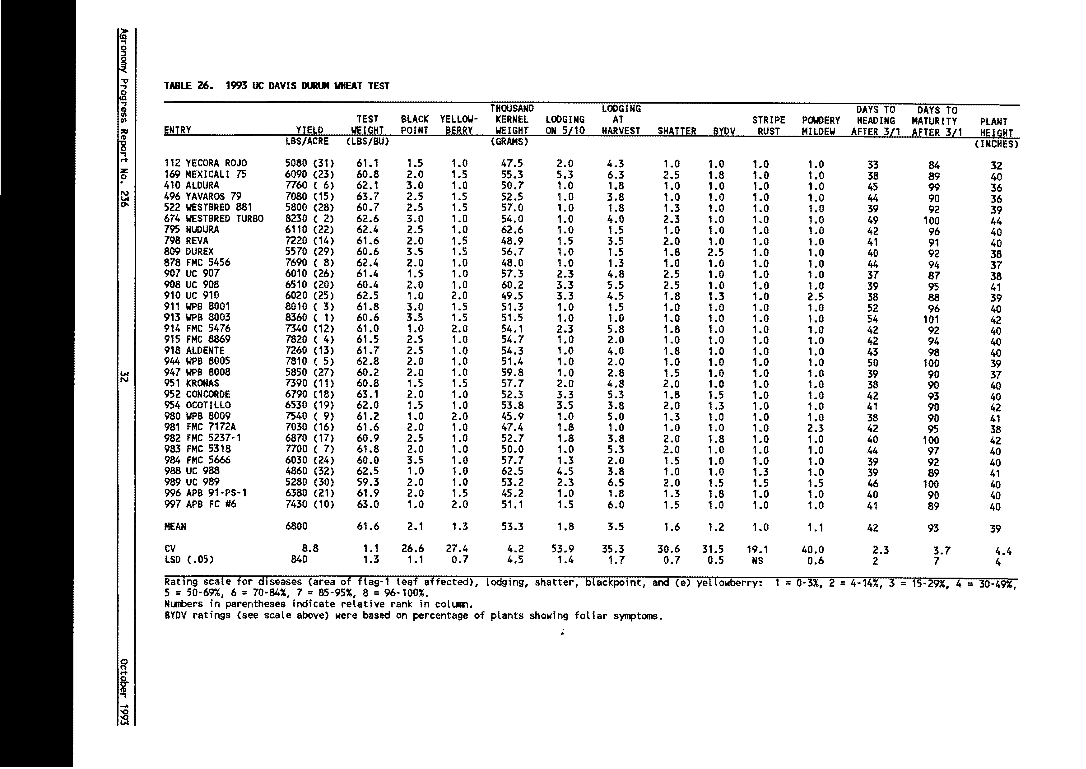 Agronomy Progress Report No. 236 32 October 1993
TABLE 26. 1993 UC DAVIS DURUM WHEAT TEST
THOUSAND LODGING DAYS TO DAYS TO
TEST BLACK YELLOW- KERNEL LODGING AT STRIPE POWDERY HEADING MATURITY PLANT
ENTRY YIELD WEIGHT POINT BERRY WEIGHT ON 5/10 HARVEST SHATTER BYDV RUST MILDEW AFTER 3/1 AFTER 3/1 HEIGHT
LBS/ACRE (LBS/BU) (GRAMS) (INCHES)
112 YECORA ROJO 5080 (31) 61.1 1.5 1.0 47.5 2.0 4.3 1.0 1.0 1.0 1.0 33 84 32
169 MEXICALI 75 6090 (23) 60.8 2.0 1.5 55.3 5.3 6.3 2.5 1.8 1.0 1.0 38 89 40
410 ALDURA 7760 ( 6) 62.1 3.0 1.0 50.7 1.0 1.8 1.0 1.0 1.0 1.0 45 99 36
496 YAVAROS 79 7080 (15) 63.7 2.5 1.5 52.5 1.0 3.8 1.0 1.0 1.0 1.0 44 90 36
522 WESTBRED 881 5800 (28) 60.7 2.5 1.5 57.0 1.0 1.8 1.3 1.0 1.0 1.0 39 92 39
674 WESTBRED TURBO 8230 ( 2) 62.6 3.0 1.0 54.0 1.0 4.0 2.3 1.0 1.0 1.0 49 100 44
795 NUDURA 6110 (22) 62.4 2.5 1.0 62.6 1.0 1.5 1.0 1.0 1.0 1.0 42 96 40
798 REVA 7220 (14) 61.6 2.0 1.0 48.9 1.5 3.5 2.0 1.0 1.0 1.0 41 91 40
809 DUREX 5570 (29) 60.6 3.5 1.5 56.7 1.0 1.5 1.8 2.5 1.0 1.0 40 92 38
878 FMC 5456 7690 ( 8) 62.4 2.0 1.0 48.0 1.0 1.3 1.0 1.0 1.0 1.0 44 94 37
907 UC 907 6010 (26) 61.4 1.5 1.0 57.3 2.3 4.8 2.5 1.0 1.0 1.0 37 87 38
908 UC 908 6510 (20) 60.4 2.0 1.0 60.2 3.3 5.5 2.5 1.0 1.0 1.0 39 95 41
910 UC 910 6020 (25) 62.5 1.0 2.0 49.5 3.3 4.5 1.8 1.3 1.0 2.5 38 88 39
911 WPB 8001 8010 ( 3) 61.8 3.0 1.5 51.3 1.0 1.5 1.0 1.0 1.0 1.0 52 96 40
913 WPB 8003 8360 ( 1) 60.6 3.5 1.5 51.5 1.0 1.0 1.0 1.0 1.0 1.0 54 101 42
914 FMC 5476 7340 (12) 61.0 1.0 2.0 54.1 2.3 5.8 1.8 1.0 1.0 1.0 42 92 40
915 FMC 8869 7820 ( 4) 61.5 2.5 1.0 54.7 1.0 2.0 1.0 1.0 1.0 1.0 42 94 40
918 ALDENTE 7260 (13) 61.7 2.5 1.0 54.3 1.0 4.0 1.8 1.0 1.0 1.0 43 98 40
944 WPB 8005 7810 ( 5) 62.8 2.0 1.0 51.4 1.0 2.0 1.0 1.0 1.0 1.0 50 100 39
947 WPB 8008 5850 (27) 60.2 2.0 1.0 59.8 1.0 2.8 1.5 1.0 1.0 1.0 39 90 37
951 KRONAS 7390 (11) 60.8 1.5 1.5 57.7 2.0 4.8 2.0 1.0 1.0 1.0 38 90 40
952 CONCORDE 6790 (18) 63.1 2.0 1.0 52.3 3.3 5.3 1.8 1.5 1.0 1.0 42 93 40
954 OCOTILLO 6530 (19) 62.0 1.5 1.0 53.8 3.5 3.8 2.0 1.3 1.0 1.0 41 90 42
980 WPB 8009 7540 ( 9) 61.2 1.0 2.0 45.9 1.0 5.0 1.3 1.0 1.0 1.0 38 90 41
981 FMC 7172A 7030 (16) 61.6 2.0 1.0 47.4 1.8 1.0 1.0 1.0 1.0 2.3 42 95 38
982 FMC 5237-1 6870 (17) 60.9 2.5 1.0 52.7 1.8 3.8 2.0 1.8 1.0 1.0 40 100 42
983 FMC 5318 7700 ( 7) 61.8 2.0 1.0 50.0 1.0 5.3 2.0 1.0 1.0 1.0 44 97 40
984 FMC 5666 6030 (24) 60.0 3.5 1.0 57.7 1.3 2.0 1.5 1.0 1.0 1.0 39 92 40
988 UC 988 4860 (32) 62.5 1.0 1.0 62.5 4.5 3.8 1.0 1.0 1.3 1.0 39 89 41
989 UC 989 5280 (30) 59.3 2.0 1.0 53.2 2.3 6.5 2.0 1.5 1.5 1.5 46 100 40
996 APB 91-PS-1 6380 (21) 61.9 2.0 1.5 45.2 1.0 1.8 1.3 1.8 1.0 1.0 40 90 40
997 APB FC #6 7430 (10) 63.0 1.0 2.0 51.1 1.5 6.0 1.5 1.0 1.0 1.0 41 89 40
MEAN 6800 61.6 2.1 1.3 53.3 1.8 3.5 1.6 1.2 1.0 1.1 42 93 39
CV 8.8 1.1 26.6 27.4 4.2 53.9 35.3 30.6 31.5 19.1 40.0 2.3 3.7 4.4
LSD (.05) 840 1.3 1.1 0.7 4.5 1.4 1.7 0.7 0.5 NS 0.6 2 7 4
Rating scale for diseases (area of flag-1 leaf affected), lodging, shatter, blackpoint, and (e) yellowberry: 1 = 0-3%, 2 = 4-14%, 3 = 15-29%, 4 = 30-49%,
5 = 50-69%, 6 = 70-84%, 7 = 85-95%, 8 = 96-100%.
Numbers in parentheses indicate relative rank in column.
BYDV ratings (see scale above) were based on percentage of plants showing foliar symptoms.